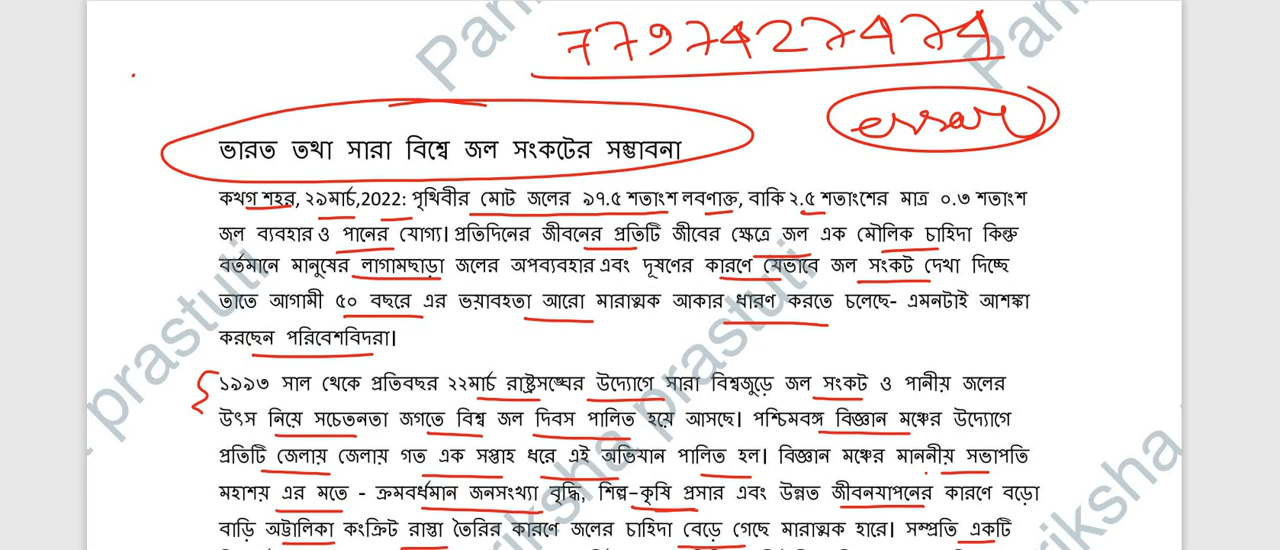 7797427474
essay
ভারত তথা সারা বিশ্বে জল সংকটের সম্ভাবনা
কখগ শহর, ২৯মার্চ,2022: পৃথিবীর মোট জলের ৯৭.৫ শতাংশ লবণাক্ত, বাকি ২.৫ শতাংশের মাত্র ০.৩ শতাংশ
জল ব্যবহার ও পানের যোগ্য। প্রতিদিনের জীবনের প্রতিটি জীবের ক্ষেত্রে জল এক মৌলিক চাহিদা কিন্তু
বর্তমানে মানুষের লাগামছাড়া জলের অপব্যবহার এবং দূষণের কারণে যেভাবে জল সংকট দেখা দিচ্ছে
তাতে আগামী ৫০ বছরে এর ভয়াবহতা আরো মারাত্মক আকার ধারণ করতে চলেছে- এমনটাই আশঙ্কা
করছেন পরিবেশবিদরা।
১৯৯৩ সাল থেকে প্রতিবছর ২২মার্চ রাষ্ট্রসঙ্ঘের উদ্যোগে সারা বিশ্বজুড়ে জল সংকট ও পানীয় জলের
উৎস নিয়ে সচেতনতা জগতে বিশ্ব জল দিবস পালিত হয়ে আসছে। পশ্চিমবঙ্গ বিজ্ঞান মঞ্চের উদ্যোগে
প্রতিটি জেলায় জেলায় গত এক সপ্তাহ ধরে এই অভিযান পালিত হল। বিজ্ঞান মঞ্চের মাননীয় সভাপতি
মহাশয় এর মতে - ক্রমবর্ধমান জনসংখ্যা বৃদ্ধি, শিল্প-কৃষি প্রসার এবং উন্নত জীবনযাপনের কারণে বড়ো
বাড়ি অট্টালিকা কংক্রিট রাস্তা তৈরির কারণে জলের চাহিদা বেড়ে গেছে মারাত্মক হারে। সম্প্রতি একটি
prastuti
prastuti
pariksha